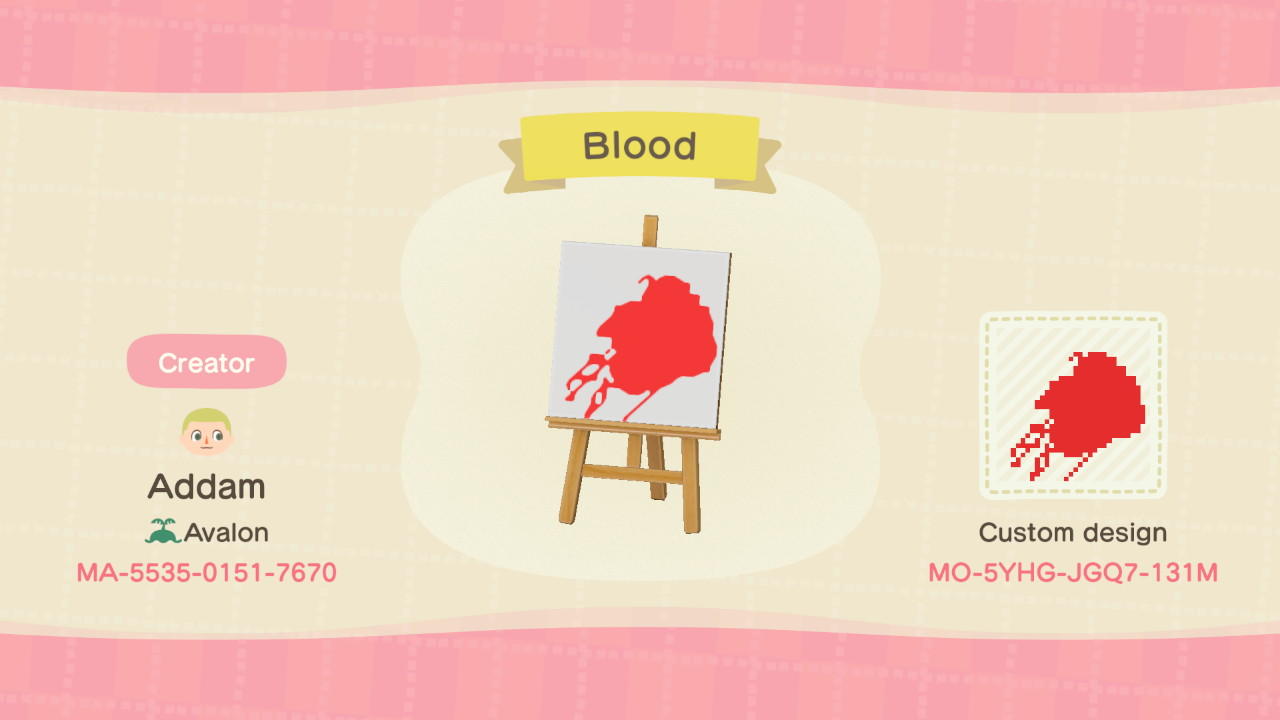 Blood
Creator
Addam
Avalon
MA-5535-0151-7670
Custom design
MO-5YHG-JGQ7-131M